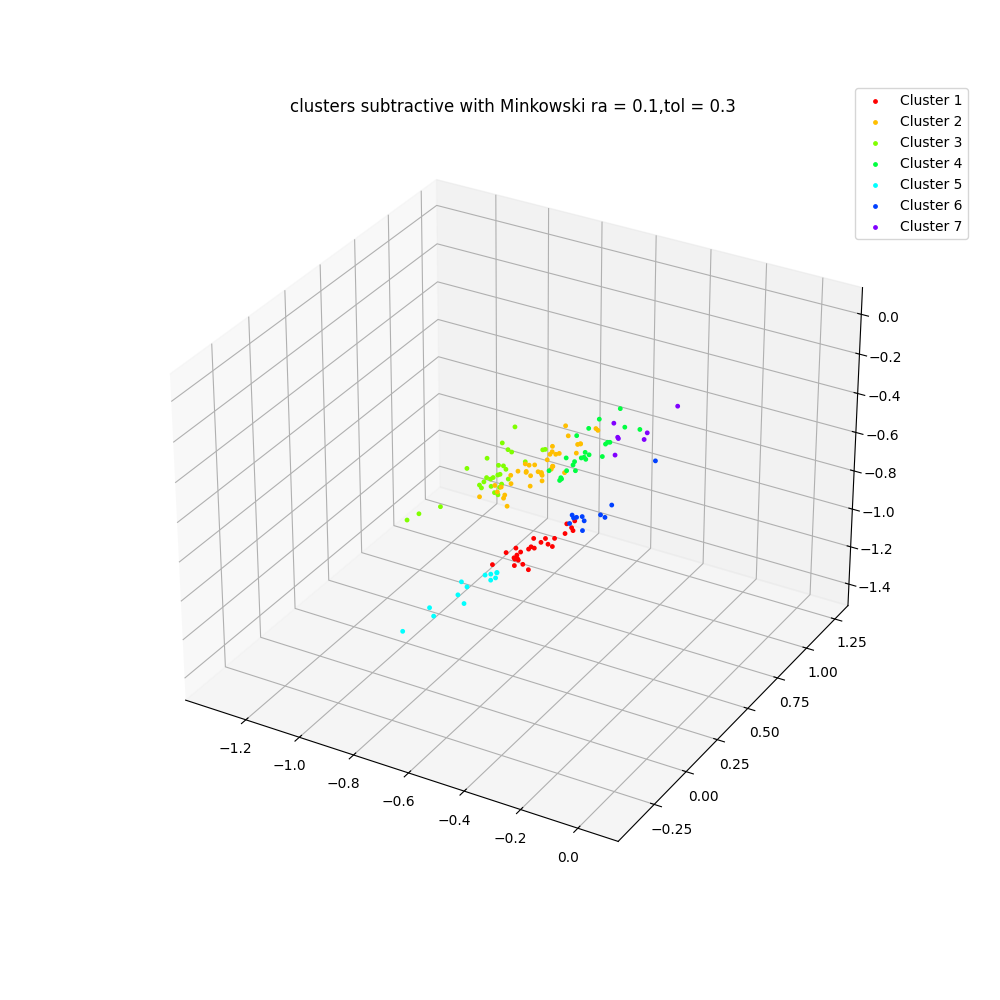 clusters subtractive with Minkowski ra = 0.1,tol = 0.3
Cluster 1
Cluster 2
Cluster 3
Cluster 4
Cluster 5
Cluster 6
Cluster 7
0.0
−0.2
−0.4
−0.6
−0.8
−1.0
−1.2
−1.4
1.25
1.00
0.75
0.50
0.25
0.00
−0.25
−1.2
−1.0
−0.8
−0.6
−0.4
−0.2
0.0